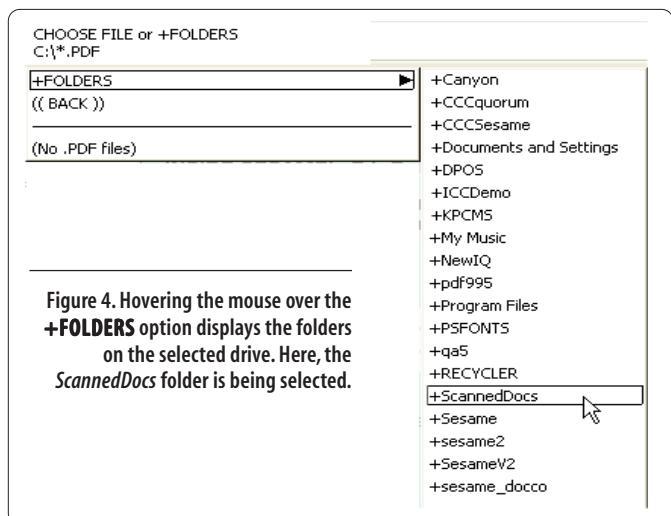 CHOOSE FILE or +FOLDERS
C:\*.PDF
+FOLDERS
(( BACK ))
(No .PDF files)
+Canyon
+CCCquorum
+CCCSesame
+Documents and Settings
+DPOS
+ICCDemo
+KPCMS
+My Music
+NewIQ
+pdf995
+Program Files
+PSFONTS
+qa5
+RECYCLER
+ScannedDocs
+Sesame
+sesame2
+SesameV2
+sesame_docco
Figure 4. Hovering the mouse over the
+FOLDERS option displays the folders
on the selected drive. Here, the
ScannedDocs folder is being selected.